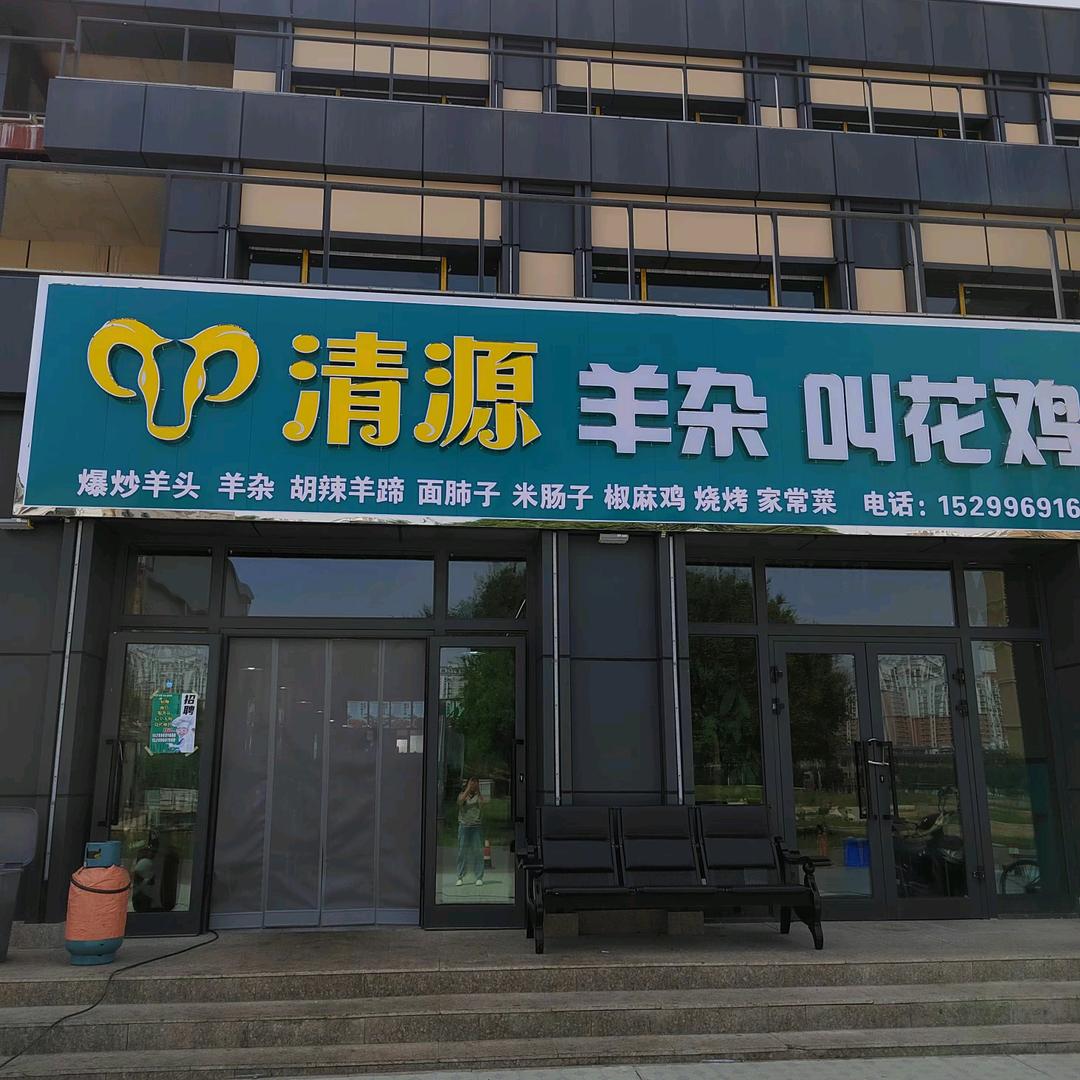 清源 羊杂 叫花鸡
爆炒羊头 羊杂 胡辣羊蹄 面肺子 米肠子 椒麻鸡 烧烤 家常菜 电话：152996916
招聘